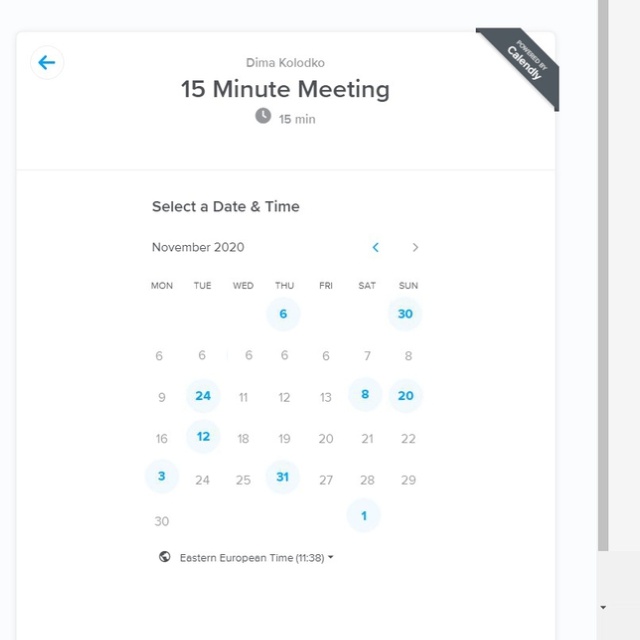 POWERED BY
Calendly
Dima Kolodko
15 Minute Meeting
15 min
Select a Date & Time
November 2020
MON TUE WED THU FRI SAT SUN
6 30
6 6 6 6 6 7 8
9 24 11 12 13 8 20
16 12 18 19 20 21 22
3 24 25 31 27 28 29
30 1
Eastern European Time (11:38)